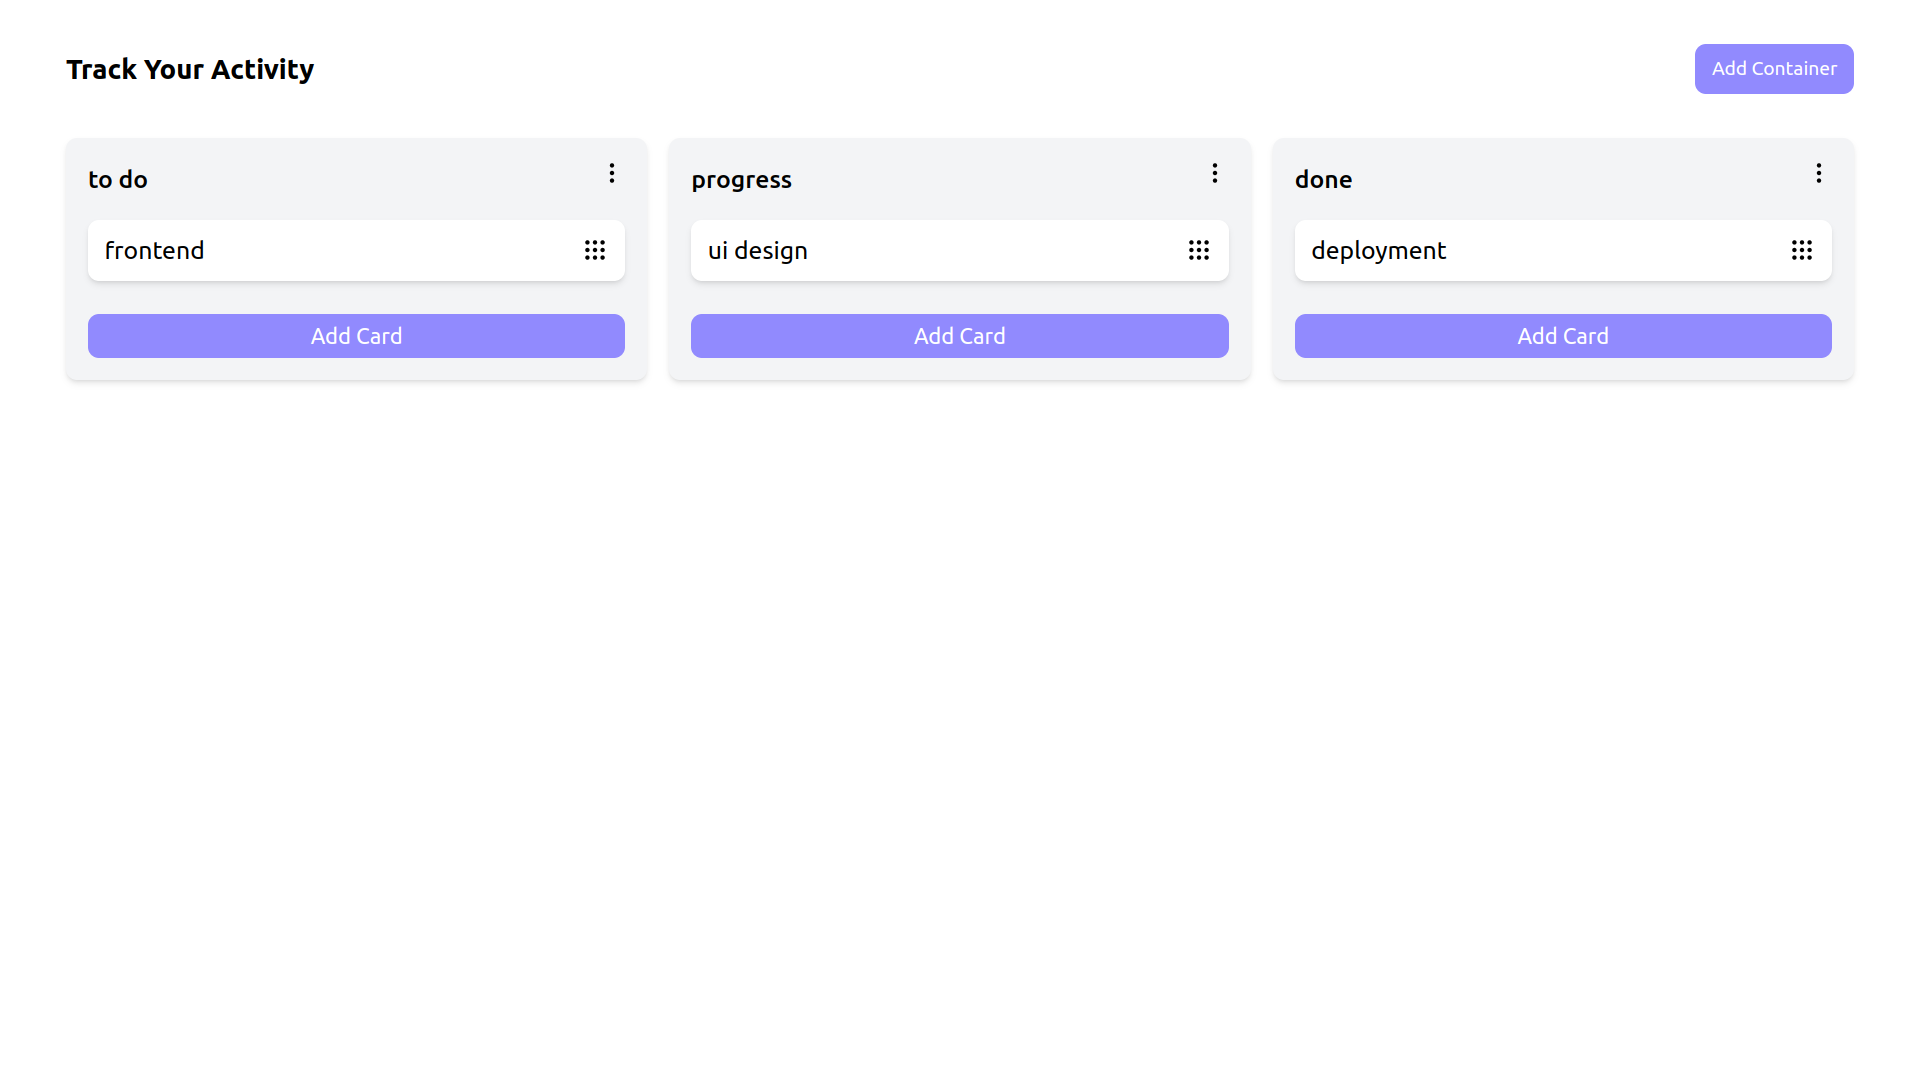 Track Your Activity
Add Container
to do
frontend
Add Card
progress
ui design
Add Card
done
deployment
Add Card